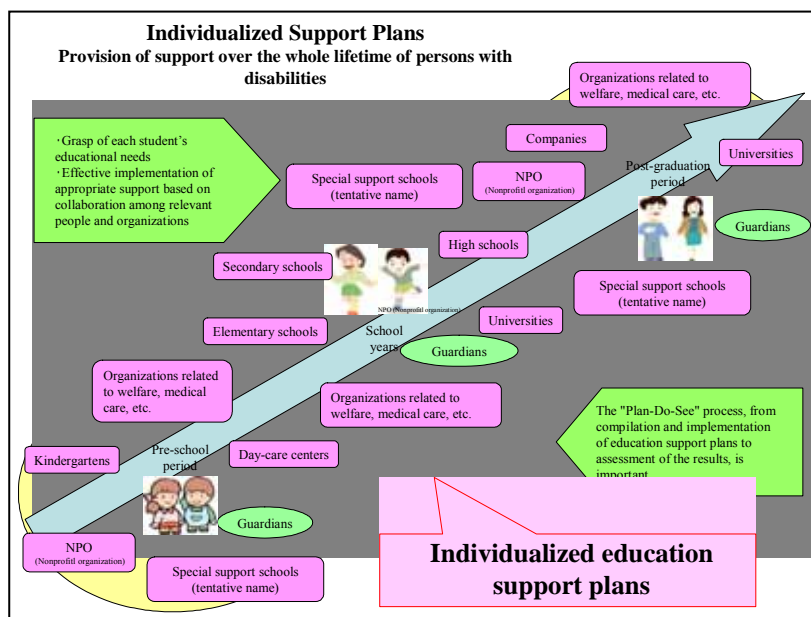 Individualized Support Plans
Provision of support over the whole lifetime of persons with
disabilities
Organizations related to
welfare, medical care, etc.
・Grasp of each student's
educational needs
・Effective implementation of
appropriate support based on
collaboration among relevant
people and organizations
Companies
Universities
Special support schools
(tentative name)
NPO
(Nonprofitl organization)
Post-graduation
period
Guardians
High schools
Secondary schools
Special support schools
(tentative name)
NPO (Nonprofitl organization)
Elementary schools
School
years
Universities
Guardians
Organizations related
to welfare, medical
care, etc.
Organizations related to
welfare, medical care, etc.
The "Plan-Do-See" process, from
compilation and implementation
of education support plans to
assessment of the results, is
important
Kindergartens
Pre-school
period
Day-care centers
Guardians
NPO
(Nonprofitl organization)
Special support schools
(tentative name)
Individualized education
support plans